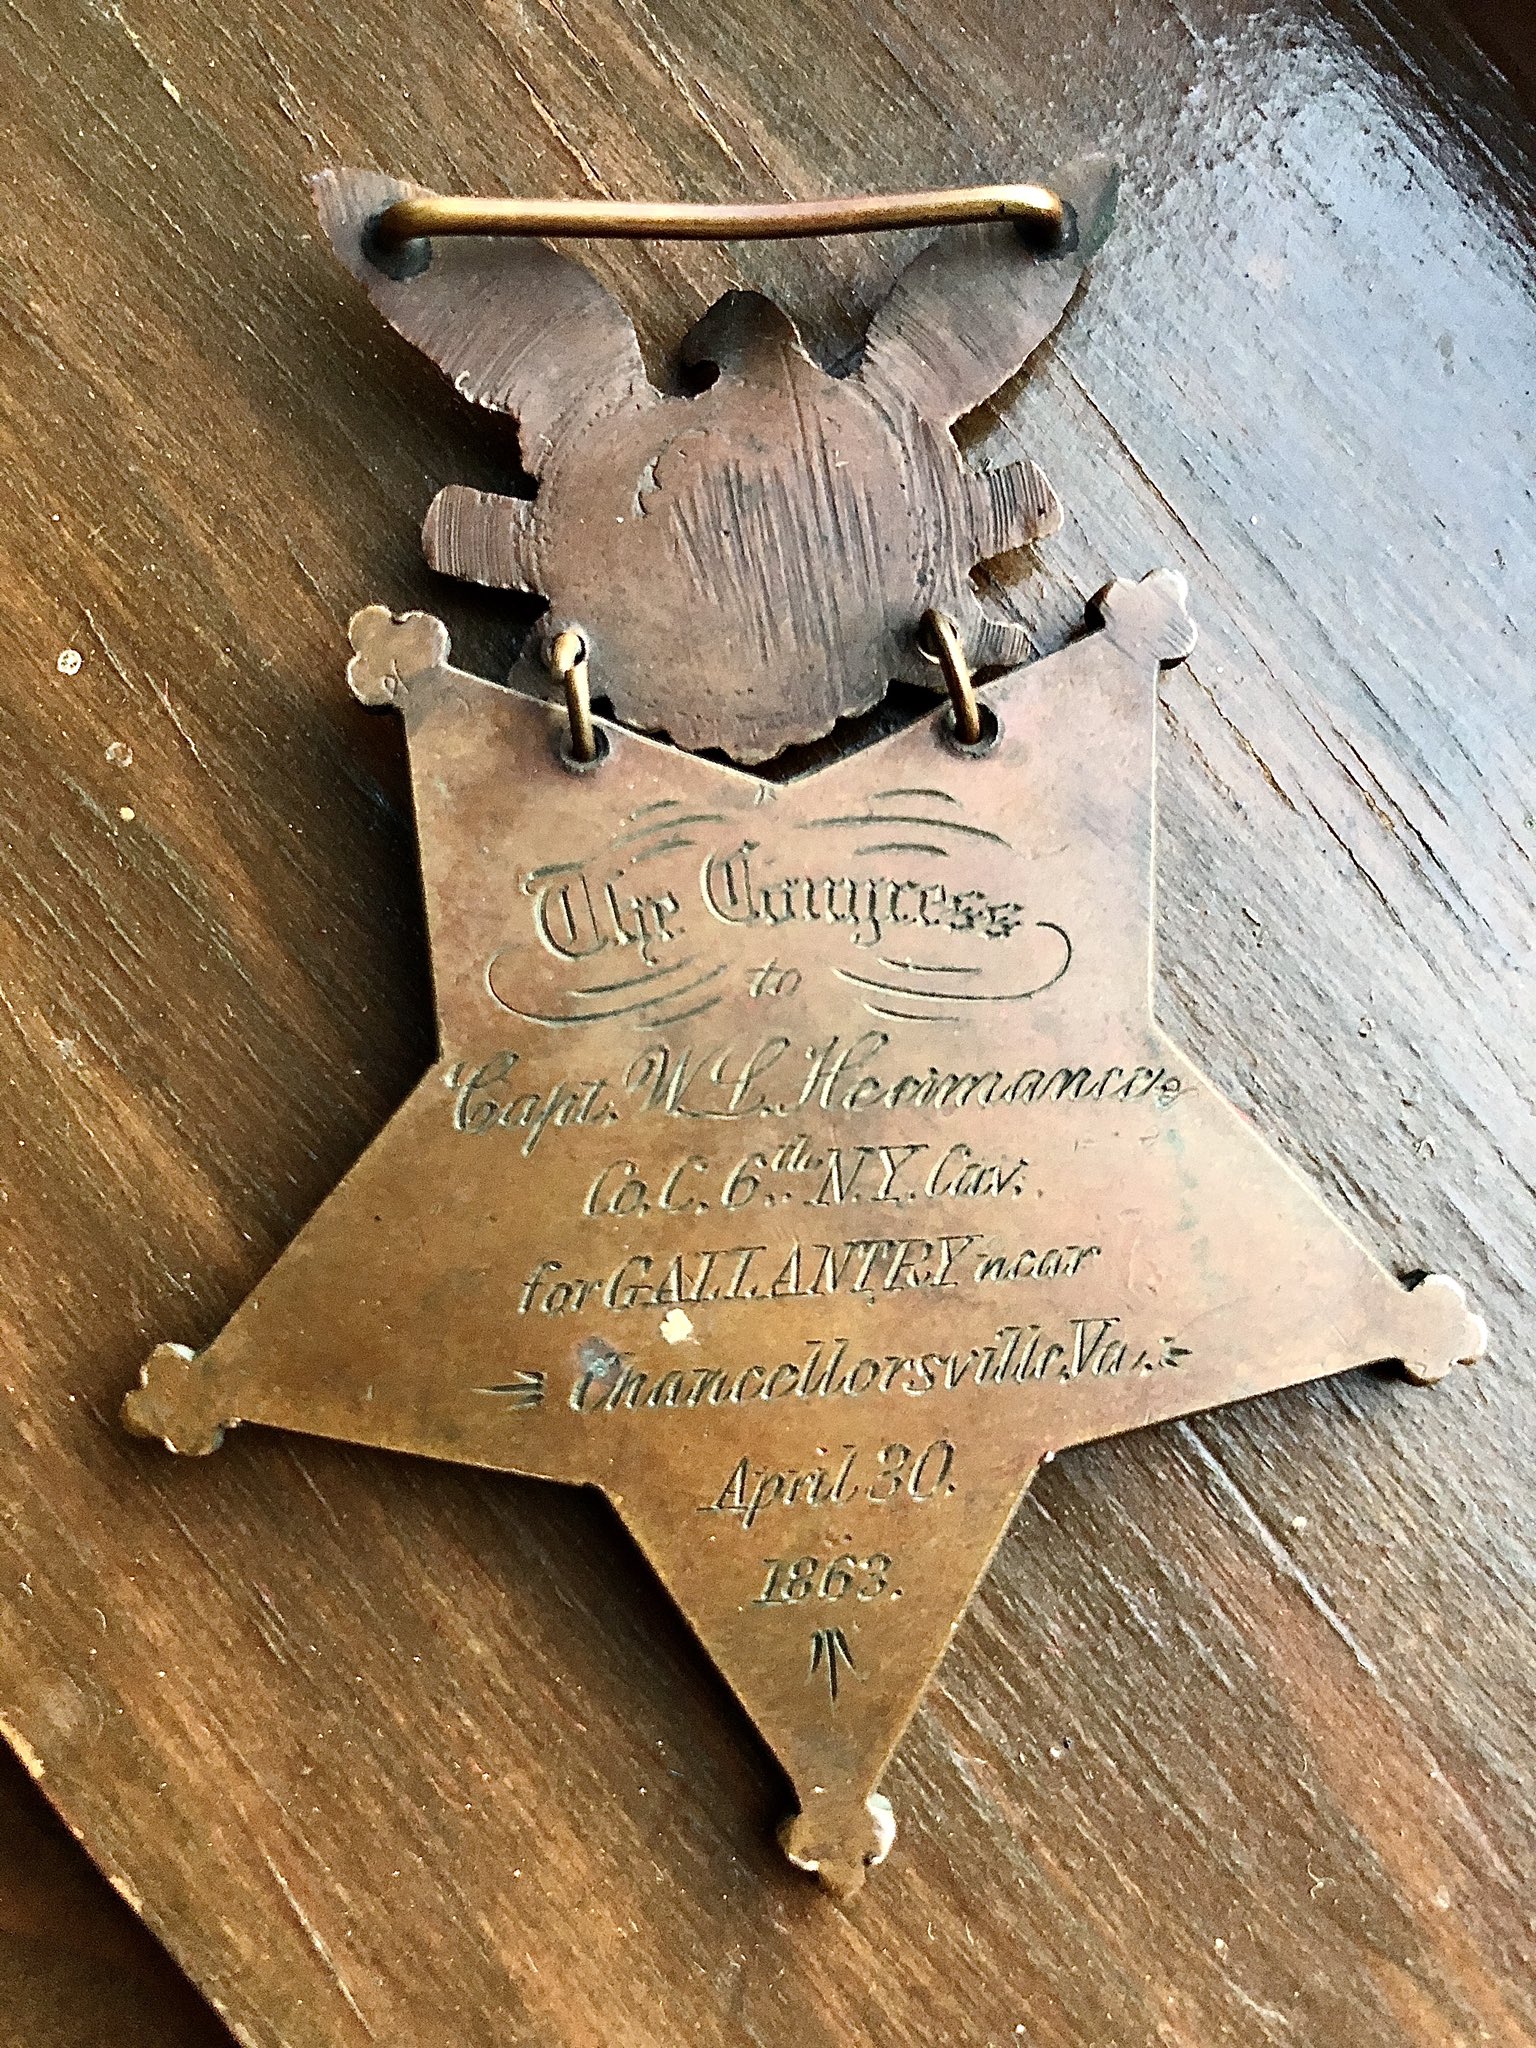 The Congress
to
Capt. W. L. Heermance
Co. C. 6th N.Y. Cav.
for GALLANTRY near
Chancellorsville, Va.
April 30.
1863.